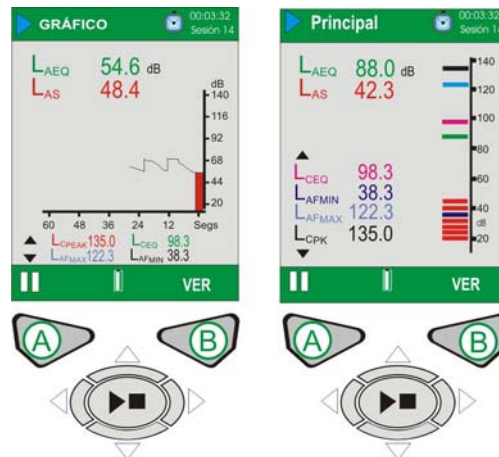 GRÁFICO
00:03:32
Sesión 14
LAEQ 54.6 dB
LAS 48.4
dB
140
116
92
68
44
20
60 48 36 24 12 Segs
LCPEAK 135.0 LCEQ 98.3
LAFMAX 122.3 LAFMIN 38.3
VER
A
B
Principal
00:03:32
Sesión 14
LAEQ 88.0 dB
LAS 42.3
140
120
100
80
60
40
dB
20
LCEQ 98.3
LAFMIN 38.3
LAFMAX 122.3
LCPK 135.0
VER
A
B